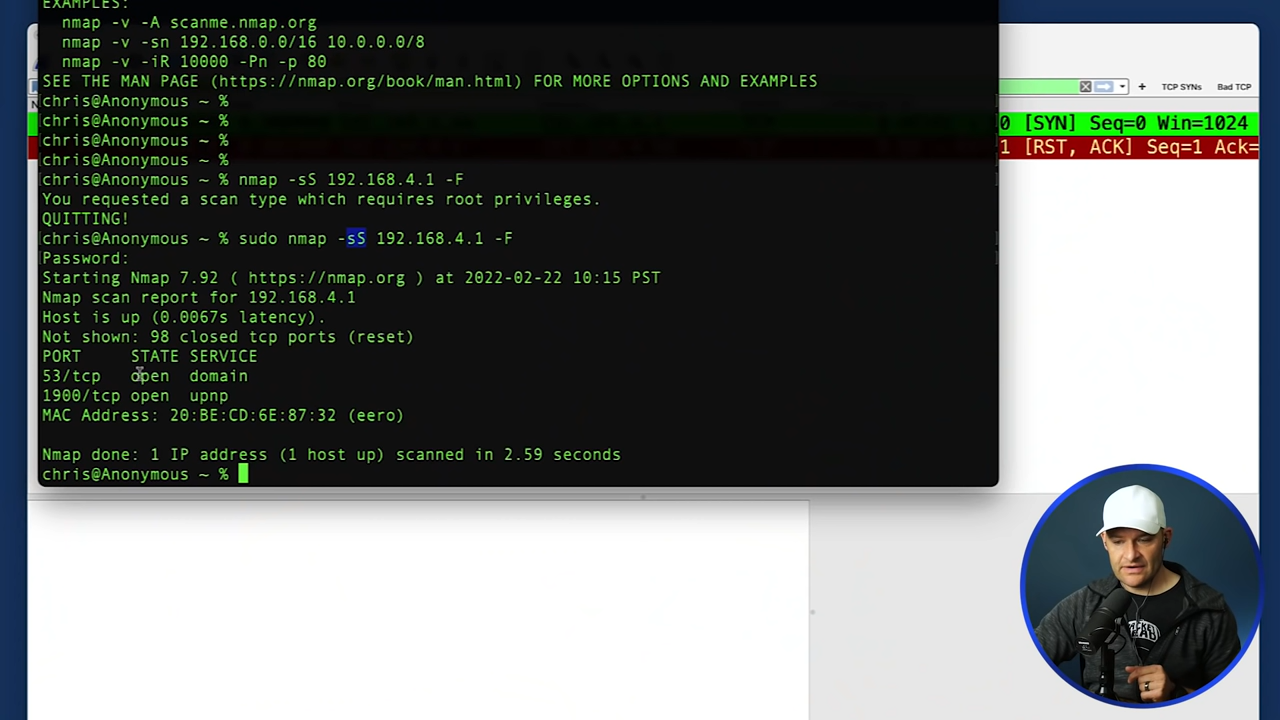 EXAMPLES:
nmap -v -A scanme.nmap.org
nmap -v -sn 192.168.0.0/16 10.0.0.0/8
nmap -v -iR 10000 -Pn -p 80
SEE THE MAN PAGE (https://nmap.org/book/man.html) FOR MORE OPTIONS AND EXAMPLES
+ TCP SYNs Bad TCP
chris@Anonymous ~ %
chris@Anonymous ~ %
0 [SYN] Seq=0 Win=1024
chris@Anonymous ~ %
1 [RST, ACK] Seq=1 Ack=
chris@Anonymous ~ %
chris@Anonymous ~ % nmap -sS 192.168.4.1 -F
You requested a scan type which requires root privileges.
QUITTING!
chris@Anonymous ~ % sudo nmap -sS 192.168.4.1 -F
Password:
Starting Nmap 7.92 ( https://nmap.org ) at 2022-02-22 10:15 PST
Nmap scan report for 192.168.4.1
Host is up (0.0067s latency).
Not shown: 98 closed tcp ports (reset)
PORT STATE SERVICE
53/tcp open domain
1900/tcp open upnp
MAC Address: 20:BE:CD:6E:87:32 (eero)
Nmap done: 1 IP address (1 host up) scanned in 2.59 seconds
chris@Anonymous ~ %